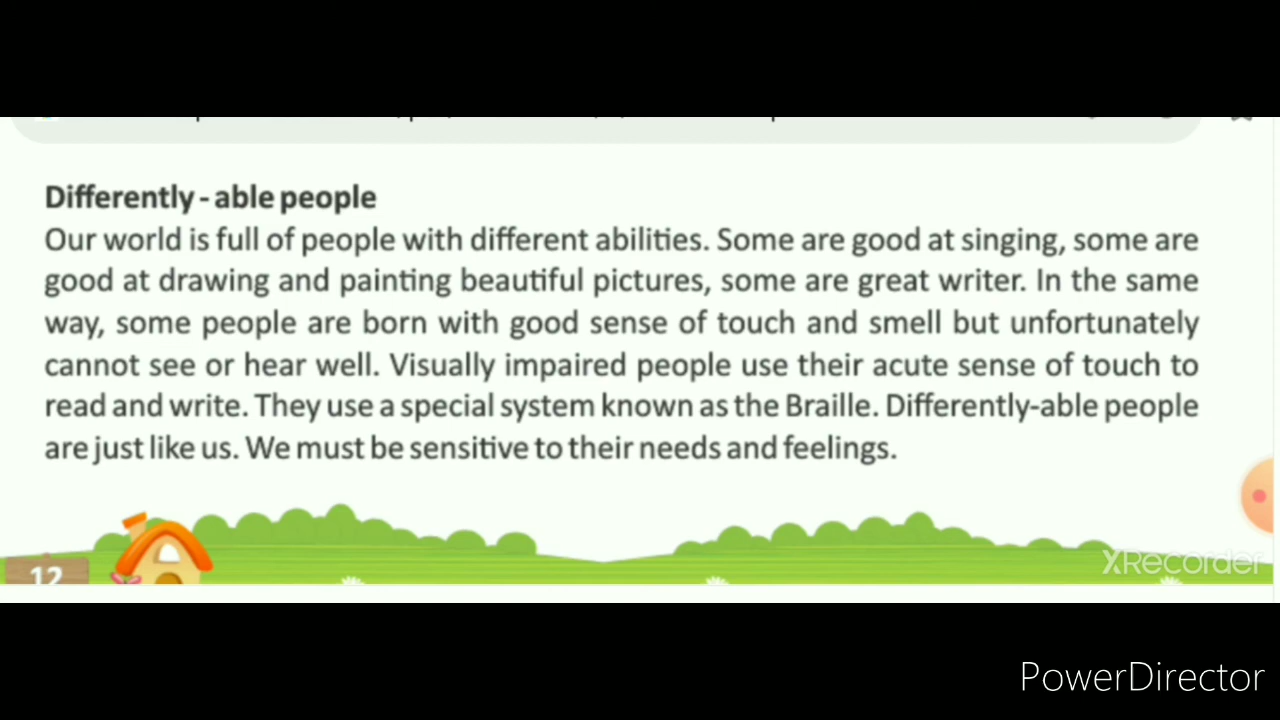 Differently - able people
Our world is full of people with different abilities. Some are good at singing, some are
good at drawing and painting beautiful pictures, some are great writer. In the same
way, some people are born with good sense of touch and smell but unfortunately
cannot see or hear well. Visually impaired people use their acute sense of touch to
read and write. They use a special system known as the Braille. Differently-able people
are just like us. We must be sensitive to their needs and feelings.
12
XRecorder
PowerDirector